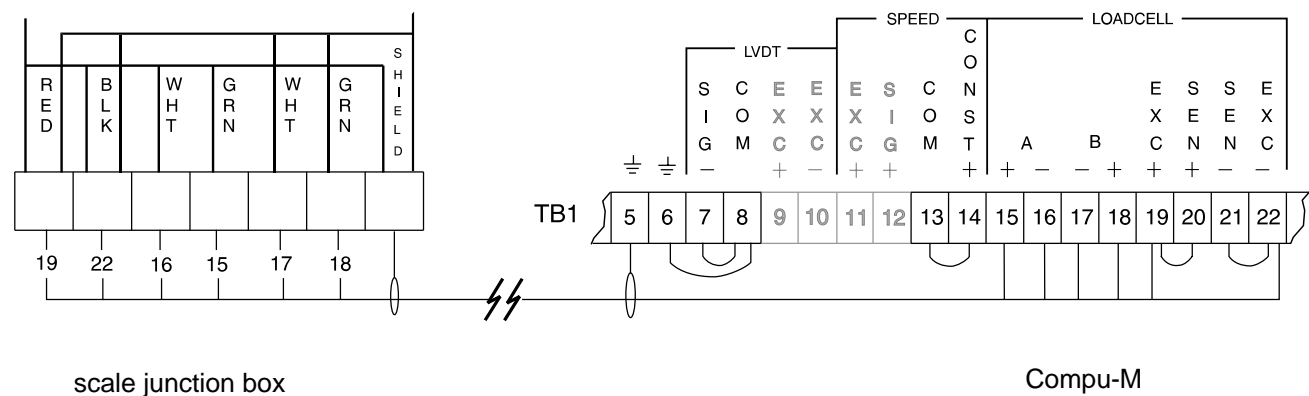 SPEED LOADCELL
LVDT
RED BLK WHT GRN WHT GRN SHIELD
SIG COM EXC EXC EXC SIG COM CONST A B EXC SEN SEN EXC
− + − + + + + − − + + + − −
TB1 5 6 7 8 9 10 11 12 13 14 15 16 17 18 19 20 21 22
19 22 16 15 17 18
scale junction box
Compu-M